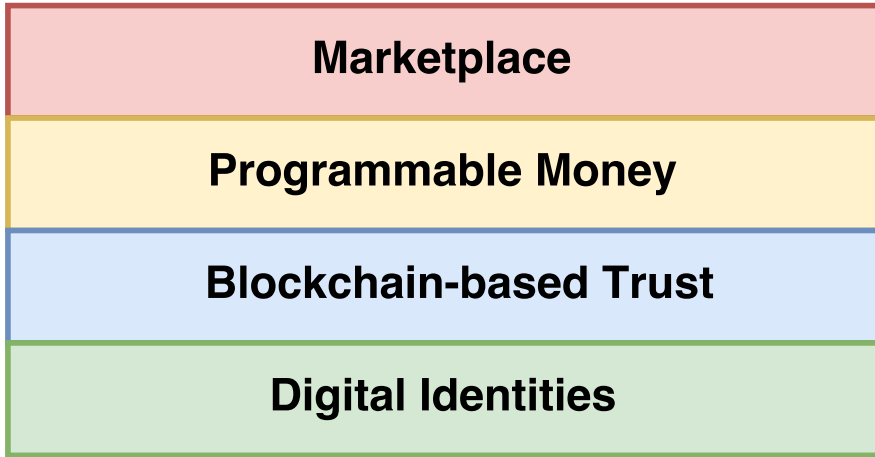 Marketplace
Programmable Money
Blockchain-based Trust
Digital Identities